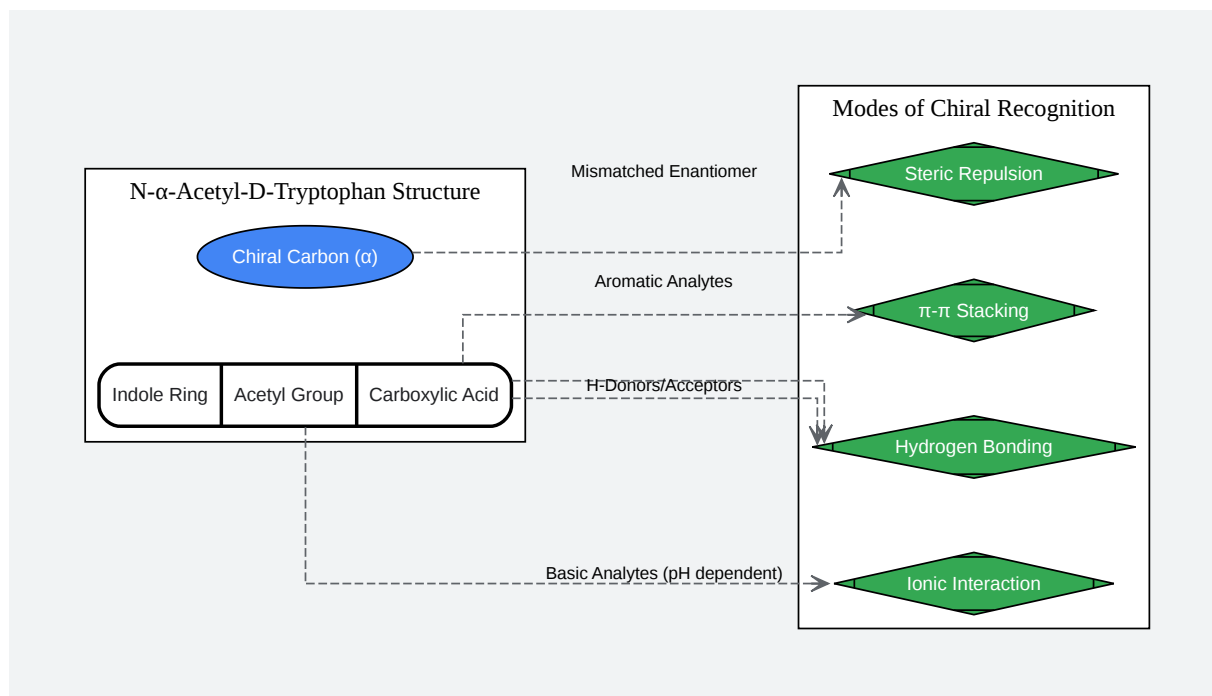 N-α-Acetyl-D-Tryptophan Structure
Chiral Carbon (α)
Indole Ring
Acetyl Group
Carboxylic Acid
Mismatched Enantiomer
Aromatic Analytes
H-Donors/Acceptors
Basic Analytes (pH dependent)
Modes of Chiral Recognition
Steric Repulsion
π-π Stacking
Hydrogen Bonding
Ionic Interaction